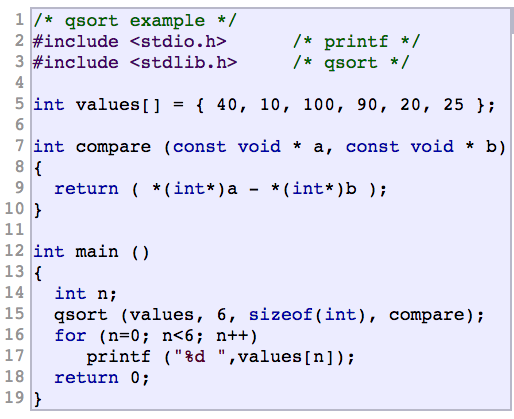 1 /* qsort example */
2 #include <stdio.h>      /* printf */
3 #include <stdlib.h>     /* qsort */
4
5 int values[] = { 40, 10, 100, 90, 20, 25 };
6
7 int compare (const void * a, const void * b)
8 {
9   return ( *(int*)a - *(int*)b );
10 }
11
12 int main ()
13 {
14   int n;
15   qsort (values, 6, sizeof(int), compare);
16   for (n=0; n<6; n++)
17      printf ("%d ",values[n]);
18   return 0;
19 }